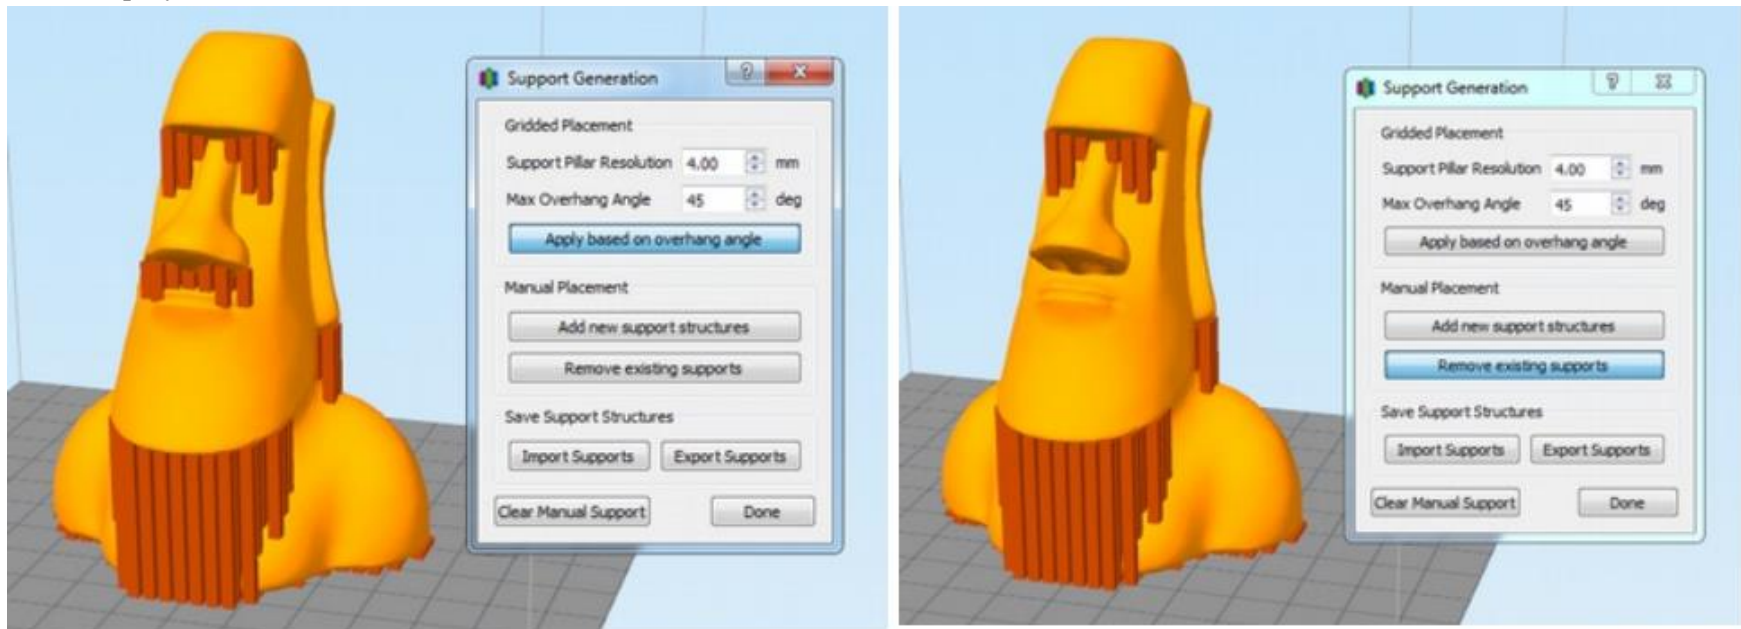 Support Generation
Gridded Placement
Support Pillar Resolution 4.00 mm
Max Overhang Angle 45 deg
Apply based on overhang angle
Manual Placement
Add new support structures
Remove existing supports
Save Support Structures
Import Supports Export Supports
Clear Manual Support Done
Support Generation
Gridded Placement
Support Pillar Resolution 4.00 mm
Max Overhang Angle 45 deg
Apply based on overhang angle
Manual Placement
Add new support structures
Remove existing supports
Save Support Structures
Import Supports Export Supports
Clear Manual Support Done